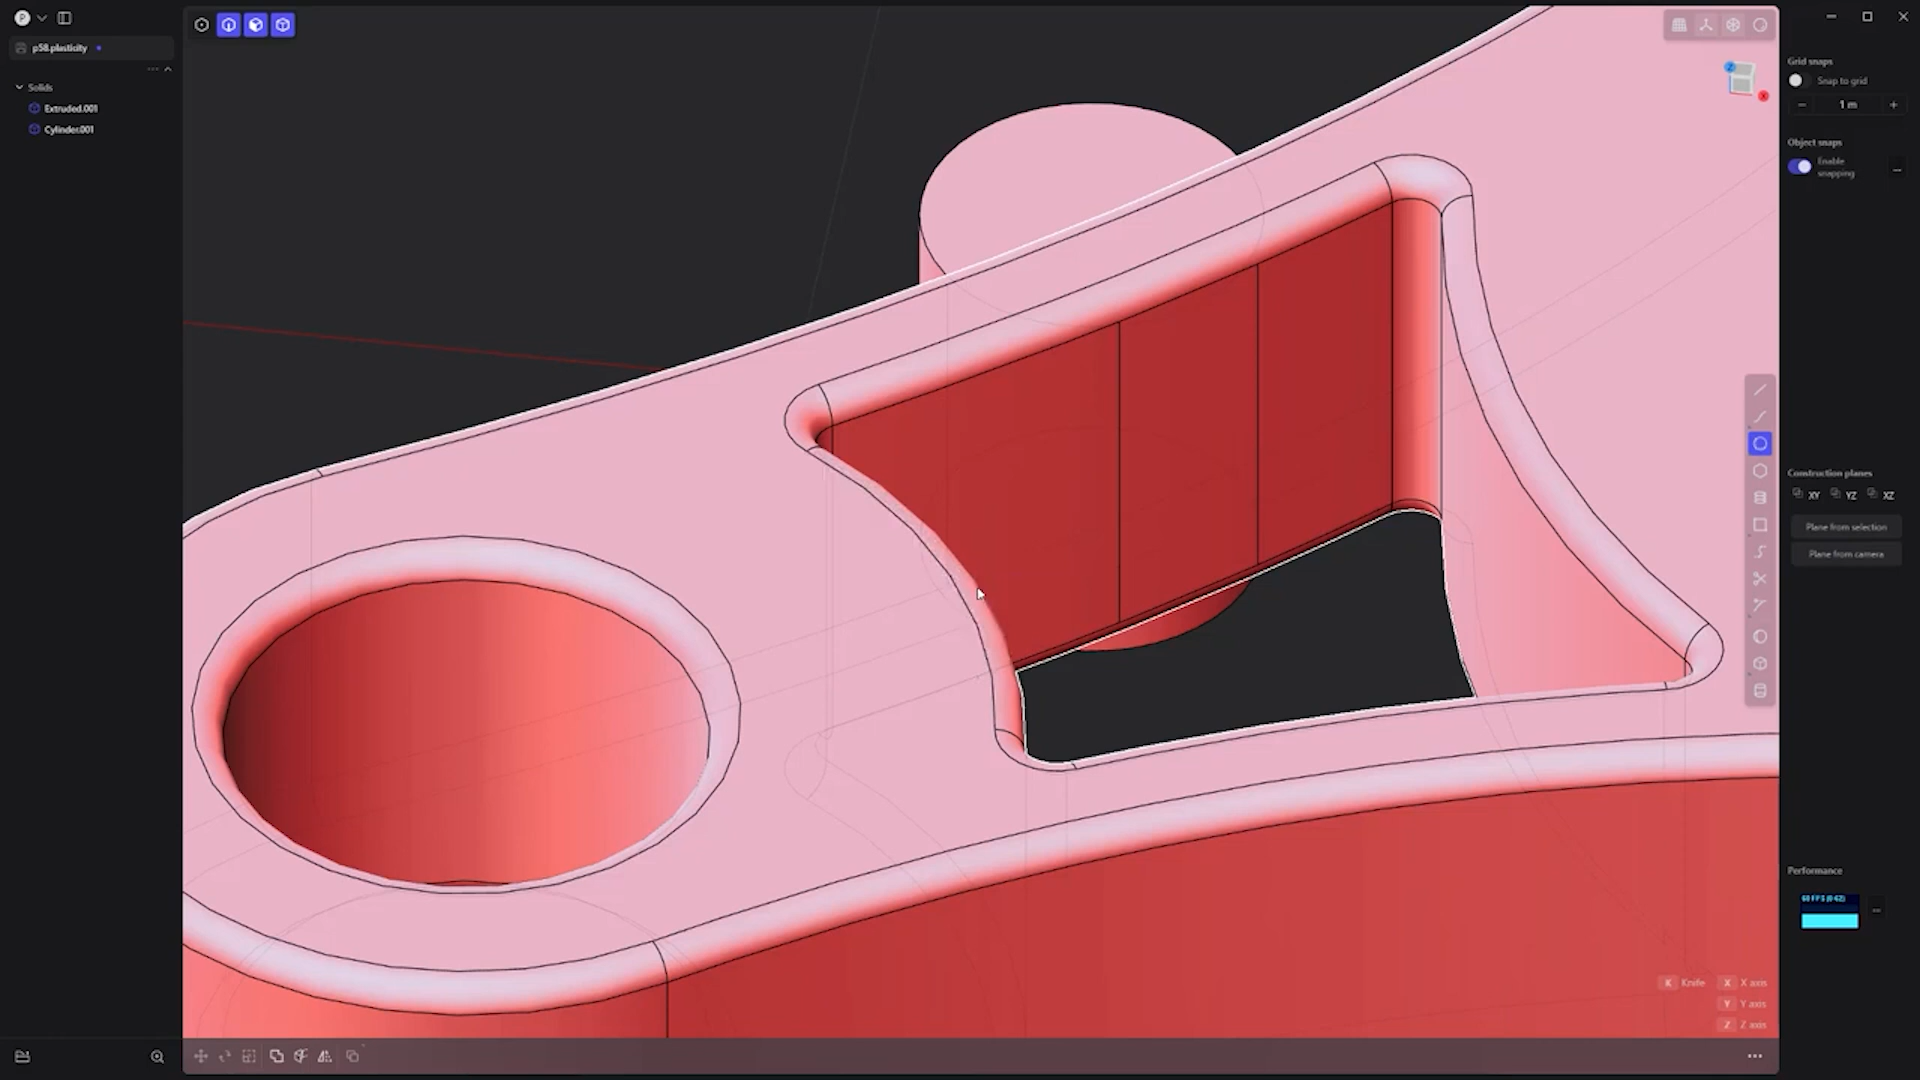 P
p58.plasticity
Solids
Extruded.001
Cylinder.001
Z
X
Grid snaps
Snap to grid
1 m
Object snaps
Enable
snapping
Construction planes
XY YZ XZ
Plane from selection
Plane from camera
Performance
K Knife X X axis
Y Y axis
Z Z axis